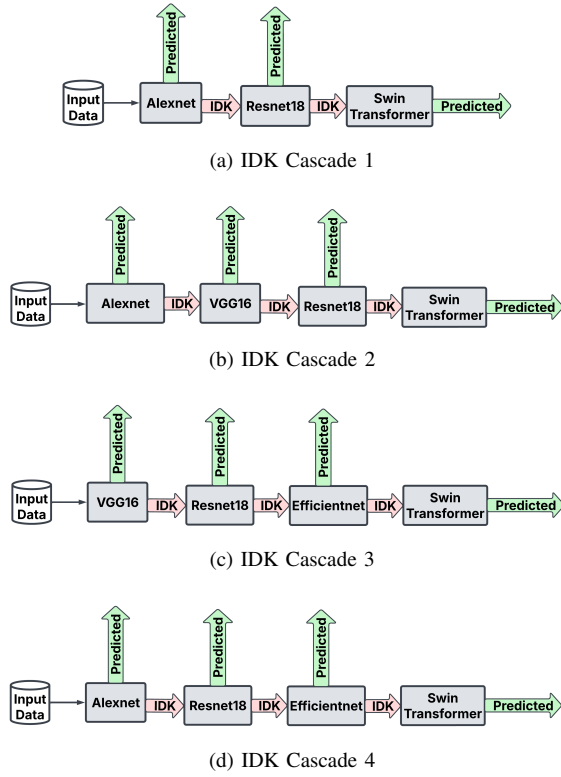 Predicted
Predicted
Input
Data
Alexnet
IDK
Resnet18
IDK
Swin
Transformer
Predicted
(a) IDK Cascade 1
Predicted
Predicted
Predicted
Input
Data
Alexnet
IDK
VGG16
IDK
Resnet18
IDK
Swin
Transformer
Predicted
(b) IDK Cascade 2
Predicted
Predicted
Predicted
Input
Data
VGG16
IDK
Resnet18
IDK
Efficientnet
IDK
Swin
Transformer
Predicted
(c) IDK Cascade 3
Predicted
Predicted
Predicted
Input
Data
Alexnet
IDK
Resnet18
IDK
Efficientnet
IDK
Swin
Transformer
Predicted
(d) IDK Cascade 4